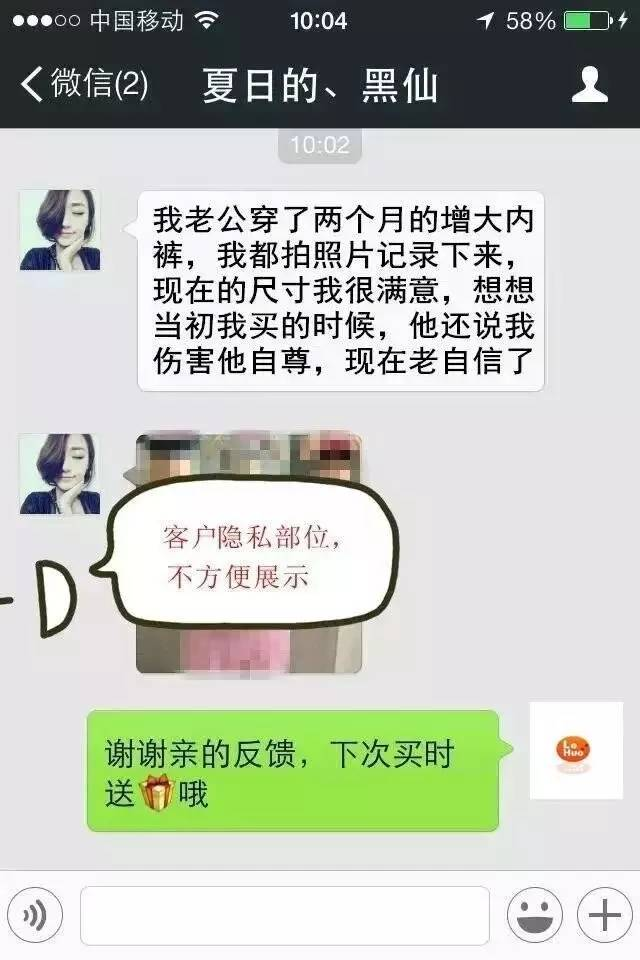 中国移动 10:04 58%
微信(2) 夏日的、黑仙
10:02
我老公穿了两个月的增大内
裤，我都拍照片记录下来，
现在的尺寸我很满意，想想
当初我买的时候，他还说我
伤害他自尊，现在老自信了
客户隐私部位，
不方便展示
谢谢亲的反馈，下次买时
送🎁哦
Le
Huo